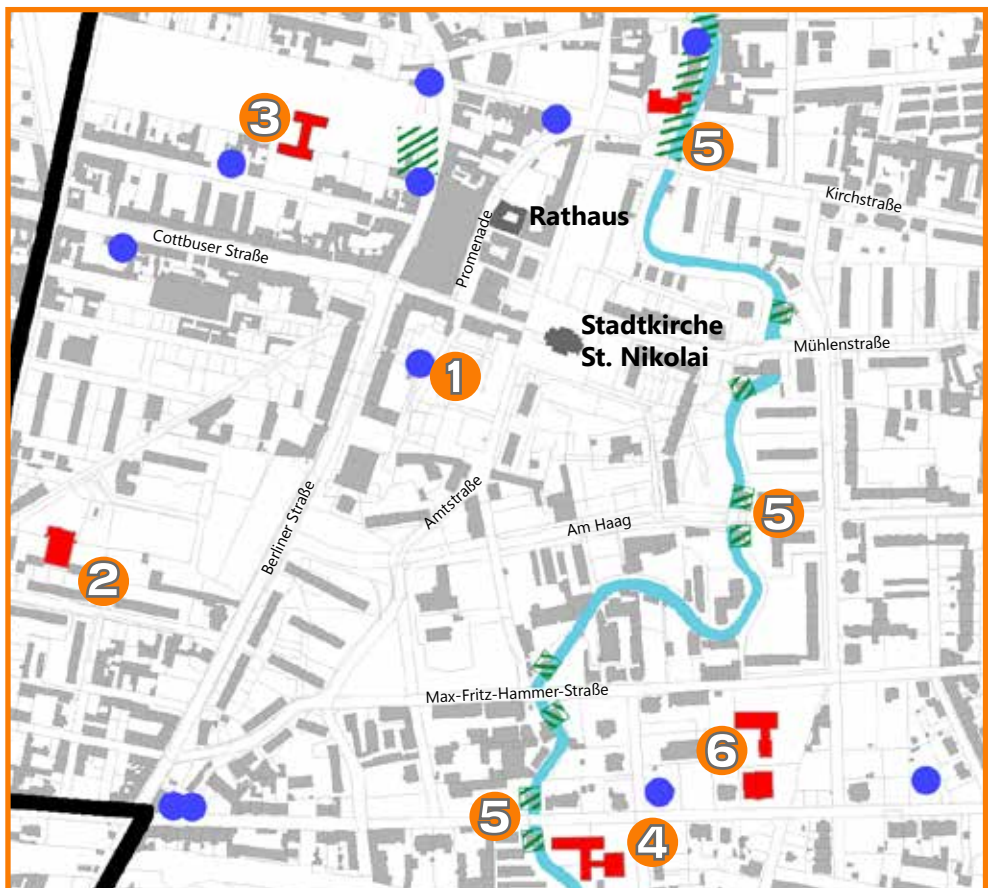 3
5
Kirchstraße
Rathaus
Promenade
Cottbuser Straße
Stadtkirche
St. Nikolai
Mühlenstraße
1
Berliner Straße
Amtstraße
Am Haag
5
2
Max-Fritz-Hammer-Straße
6
5
4